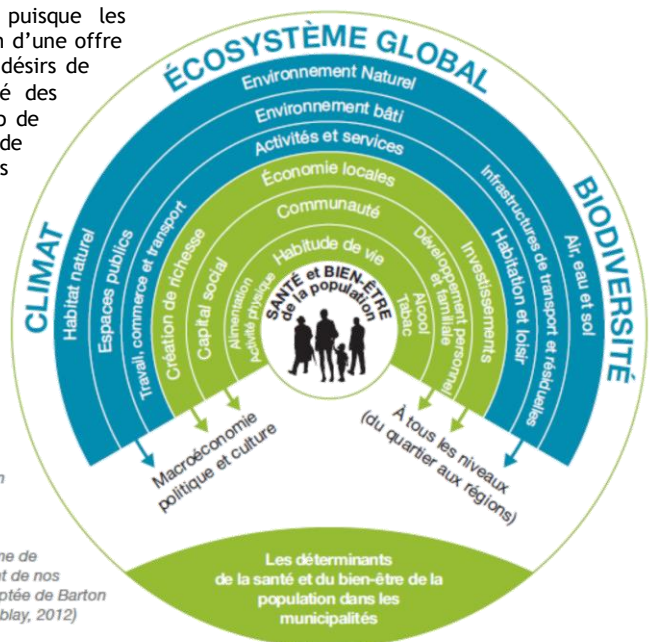 puisque les
n d'une offre
désirs de
é des
p de
de
s
ÉCOSYSTÈME GLOBAL
CLIMAT
BIODIVERSITÉ
Environnement Naturel
Habitat naturel
Air, eau et sol
Environnement bâti
Espaces publics
Infrastructures de transport et résiduelles
Activités et services
Travail, commerce et transport
Habitation et loisir
Économie locales
Création de richesse
Investissements
Communauté
Capital social
Développement personnel
et familiale
Habitude de vie
Alimentation
Activité physique
Alcool
Tabac
SANTÉ et BIEN-ÊTRE
de la population
Macroéconomie
politique et culture
À tous les niveaux
(du quartier aux régions)
n
me de
t de nos
ptée de Barton
blay, 2012)
Les déterminants
de la santé et du bien-être de la
population dans les
municipalités